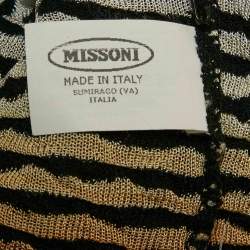 MISSONI
MADE IN ITALY
SUMIRAGO (VA)
ITALIA